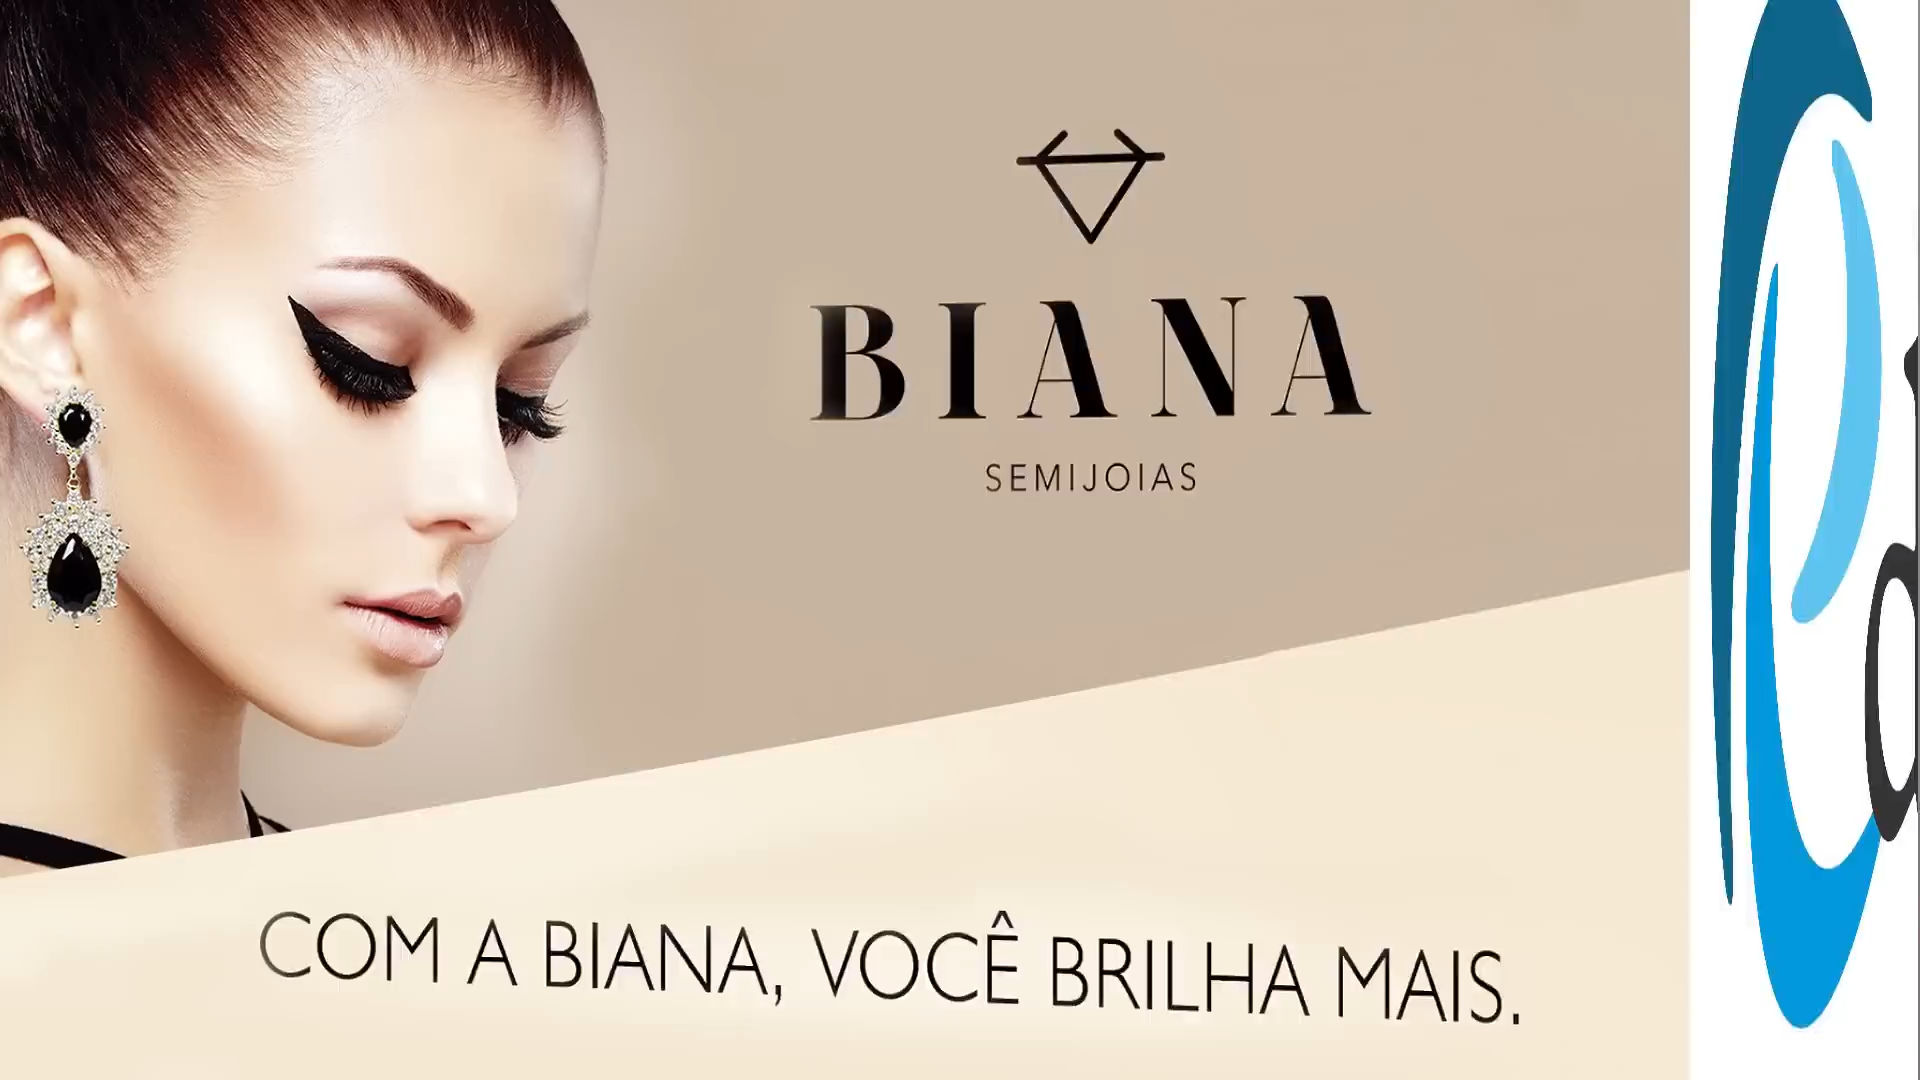 BIANA
SEMIJOIAS
COM A BIANA, VOCÊ BRILHA MAIS.